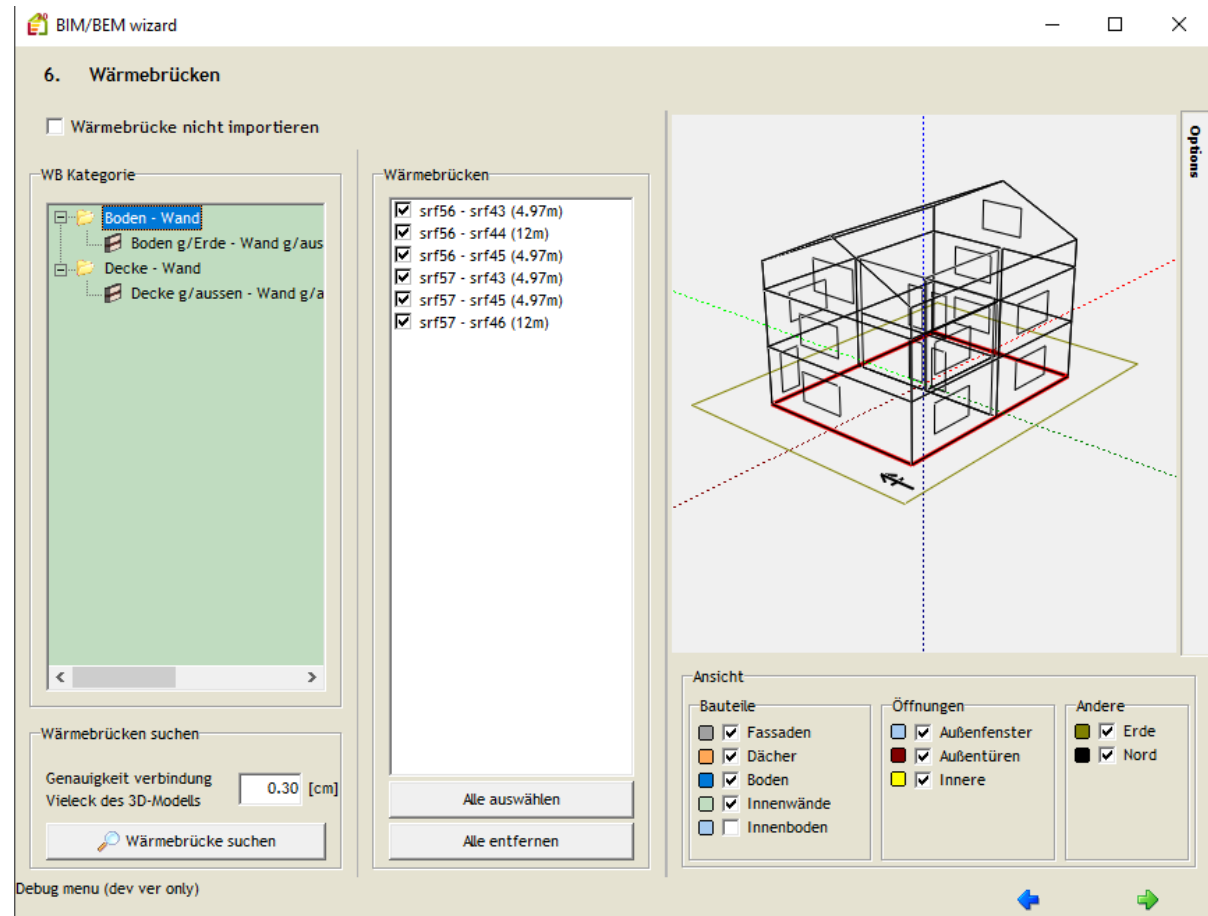 BIM/BEM wizard
6. Wärmebrücken
Wärmebrücke nicht importieren
WB Kategorie
Boden - Wand
Boden g/Erde - Wand g/aus
Decke - Wand
Decke g/aussen - Wand g/a
Wärmebrücken suchen
Genauigkeit verbindung
Vieleck des 3D-Modells
0.30 [cm]
Wärmebrücke suchen
Wärmebrücken
srf56 - srf43 (4.97m)
srf56 - srf44 (12m)
srf56 - srf45 (4.97m)
srf57 - srf43 (4.97m)
srf57 - srf45 (4.97m)
srf57 - srf46 (12m)
Alle auswählen
Alle entfernen
Options
Ansicht
Bauteile
Fassaden
Dächer
Boden
Innenwände
Innenboden
Öffnungen
Außenfenster
Außentüren
Innere
Andere
Erde
Nord
Debug menu (dev ver only)